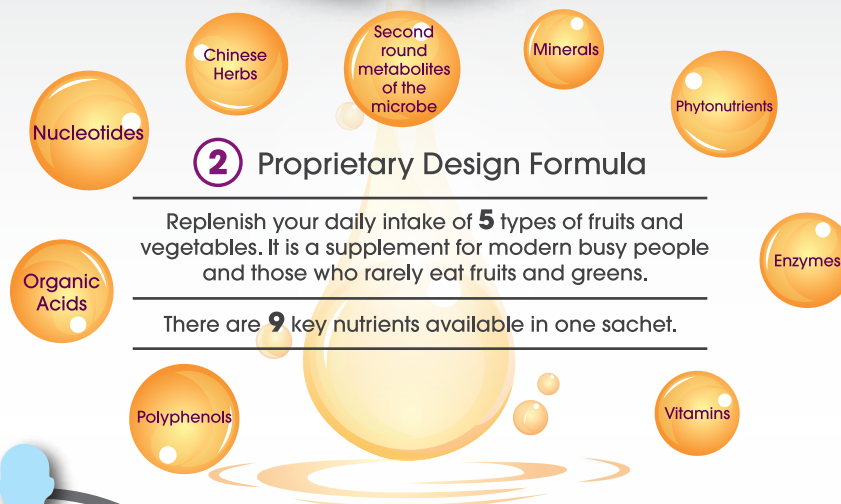 Second
round
metabolites
of the
microbe
Chinese
Herbs
Minerals
Phytonutrients
Nucleotides
2 Proprietary Design Formula
Replenish your daily intake of 5 types of fruits and
vegetables. It is a supplement for modern busy people
and those who rarely eat fruits and greens.
Enzymes
Organic
Acids
There are 9 key nutrients available in one sachet.
Polyphenols
Vitamins